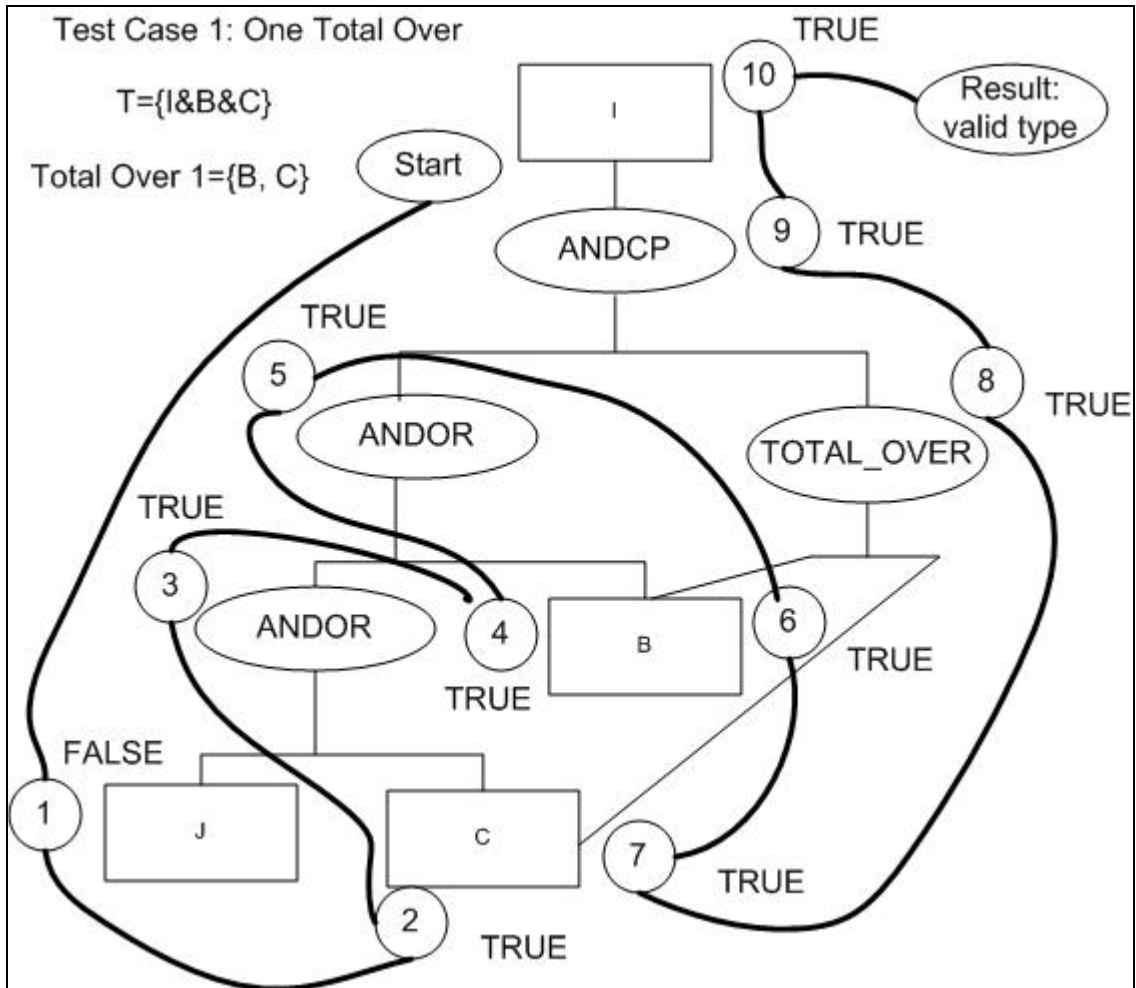 Test Case 1: One Total Over
TRUE
10
T={I&B&C}
I
Result:
valid type
Start
Total Over 1={B, C}
9
TRUE
ANDCP
TRUE
5
8
TRUE
ANDOR
TOTAL_OVER
TRUE
3
ANDOR
4
B
6
TRUE
TRUE
FALSE
1
J
C
7
TRUE
2
TRUE